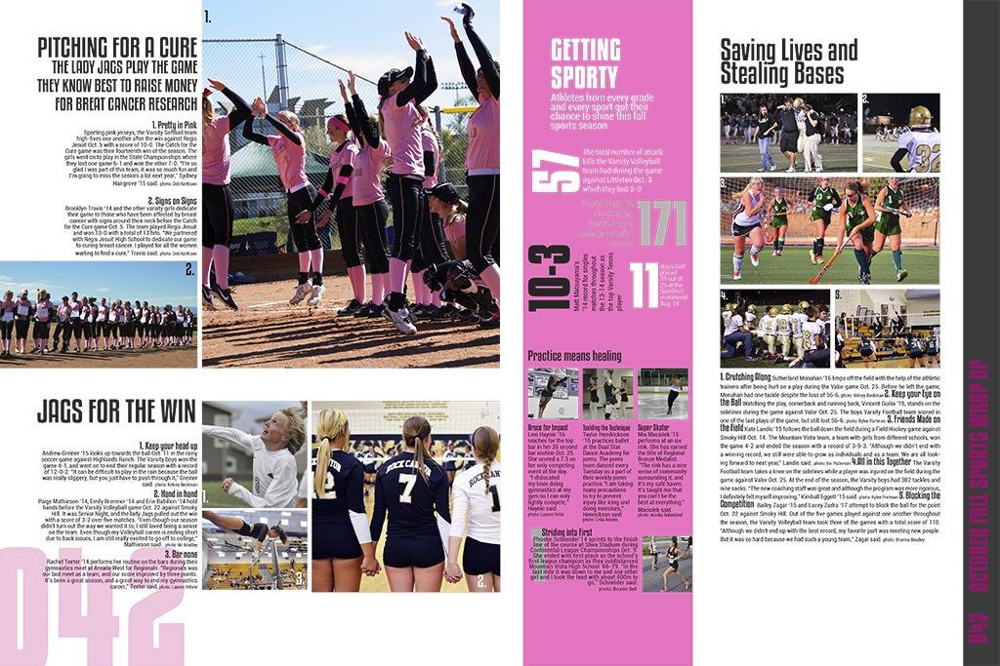 PITCHING FOR A CURE
THE LADY JAGS PLAY THE GAME
THEY KNOW BEST TO RAISE MONEY
FOR BREAT CANCER RESEARCH
1. Pretty in Pink
Sporting pink jerseys, the Varsity Softball team
high-fives one another after the win against Regis
Jesuit Oct. 5 with a score of 10-0. The Catch for the
Cure game was their fourteenth win of the season. The
girls went on to play in the State Championships where
they lost one game 6-1 and won the other 7-0. "I'm so
glad I was part of this team, it was so much fun and
I'm going to miss the seniors a lot next year," Sydney
Hairgrove '15 said. photo: Deb
2. Signs on Signs
Brooklyn Travis '14 and the other varsity girls dedicate
their game to those who have been affected by breast
cancer with signs around their neck before the Catch
for the Cure game Oct. 5. The team played Regis Jesuit
and won 10-0 with a total of 13 hits. "We partnered
with Regis Jesuit High School to dedicate our game
to curing breast cancer. I played for all the women
waiting to find a cure," Travis said. photo: Deb
1.
2.
JAGS FOR THE WIN
1. Keep your head up
Andrew Greiner '15 looks up towards the ball Oct. 11 in the rainy
soccer game against Highlands Ranch. The Varsity boys won the
game 4-1, and went on to end their regular season with a record
of 12-0-2. "It can be difficult to play in the rain because the ball
was really slippery, but you just have to push through it," Greiner
said. photo: Kelsey Beckman
2. Hand in hand
Paige Mathieson '14, Emily Brenner '14 and Erin Babilion '14 hold
hands before the Varsity Volleyball game Oct. 22 against Smoky
Hill. It was Senior Night, and the lady Jags pulled out the win
with a score of 3-2 over five matches. "Even though our season
didn't turn out the way we wanted it to, I still loved being a senior
on the team. Even though my Volleyball career is ending short
due to back issues, I am still really excited to go off to college,"
Mathieson said. photo: Bri Bradley
3. Bar none
Rachel Teeter '14 performs her routine on the bars during their
gymnastics meet at Arvada West for Regionals. "Regionals was
our last meet as a team, and our score improved by three points.
It's been a great season, and a great way to end my gymnastics
career," Teeter said. photo: Lauren
1.
3.
ROCK CANYON
2.
042
GETTING
SPORTY
Athletes from every grade
and every sport got their
chance to shine this fall
sports season
57
The total number of attack
kills the Varsity Volleyball
team had during the game
against Littleton Oct. 3
which they lost 2-3
171
10-3
Matt Matsuyama's
'14 record for singles
matches throughout
the 13-14 season as
the top Varsity Tennis
player
11
Boy's Golf
placed
11 out of
25 at the
Sun Devil
Invitational
Aug. 14
Practice means healing
Brace for Impact
Lexi Haynie '16
reaches for the top
bar in her 35 second
bar routine Oct. 25.
She scored a 7.3 on
her only competing
event of the day.
"I dislocated
my knee doing
gymnastics at my
gym so I can only
lightly compete,"
Haynie said.
Tackling the Technique
Taylor Hendrickson
'16 practices ballet
at the Dual Star
Dance Academy for
poms. The poms
team danced every
Tuesday as a part of
their weekly poms
practice. "I am taking
many precautions
to try to prevent
injury like icing and
doing exercises,"
Henrickson said.
photo: Celia Adams
Super Skater
Mia Maciolek '15
performs at an ice
rink. She has earned
the title of Regional
Bronze Medalist.
"The rink has a nice
sense of community
surrounding it, and
it's my safe haven.
It's taught me that
you can't be the
best at everything."
Maciolek said.
Striding into First
Phoebe Schneider '14 sprints to the finish
line of the course at Shea Stadium during
Continental League Championships Oct. 9.
She ended with first place as the school's
first league champion as they outdistanced
Mountain Vista High School 66-79. "In the
last mile it was down to me and one other
girl and I took the lead with about 400m to
go," Schneider said.
photo: Brooke Bell
Saving Lives and
Stealing Bases
1.
2.
32
3.
4.
5.
1. Crutching Along Sutherland Monahan '16 limps off the field with the help of the athletic
trainers after being hurt on a play during the Valor game Oct. 25. Before he left the game,
Monahan had one tackle despite the loss of 56-6. photo: Kelsey Beckman 2. Keep your Eye on
the Ball Watching the play, cornerback and running back, Vincent Guilia '15, stands on the
sidelines during the game against Valor Oct. 25. The boys Varsity Football team scored in
one of the last plays of the game, but still lost 56-6. photo: Rylee Portman 3. Friends Made on
the Field Kate Landis '15 follows the ball down the field during a Field Hockey game against
Smoky Hill Oct. 14. The Mountain Vista team, a team with girls from different schools, won
the game 4-2 and ended the season with a record of 3-9-3. "Although we didn't end with
a winning record, we still were able to grow as individuals and as a team. We are all look-
ing forward to next year," Landis said. 4. All in this Together The Varsity
Football team takes a knee on the sidelines while a player was injured on the field during the
game against Valor Oct. 25. At the end of the season, the Varsity boys had 382 tackles and
nine sacks. "The new coaching staff was great and although the program was more rigorous,
I definitely felt myself improving," Kimball Eggett '15 said. photo: Rylee Portman 5. Blocking the
Competition Bailey Zagar '15 and Lacey Zadra '17 attempt to block the ball for the point
Oct. 22 against Smoky Hill. Out of the five games played against one another throughout
the season, the Varsity Volleyball team took three of the games with a total score of 110.
"Although we didn't end up with the best record, my favorite part was meeting new people.
But it was so hard because we had such a young team," Zagar said. photo: Brianna Bradley
043 OCTOBER FALL SPORTS WRAP UP